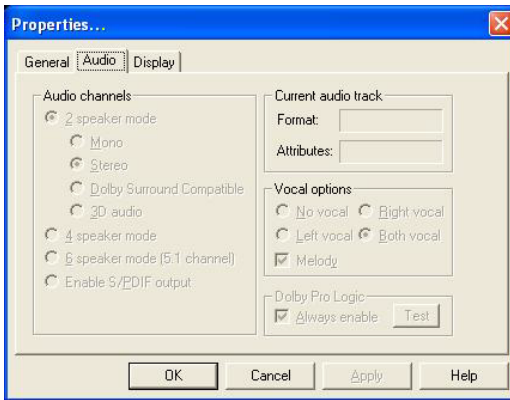 Properties...
General Audio Display
Audio channels
2 speaker mode
Mono
Stereo
Dolby Surround Compatible
3D audio
4 speaker mode
6 speaker mode (5.1 channel)
Enable S/PDIF output
Current audio track
Format:
Attributes:
Vocal options
No vocal Right vocal
Left vocal Both vocal
Melody
Dolby Pro Logic
Always enable Test
OK Cancel Apply Help